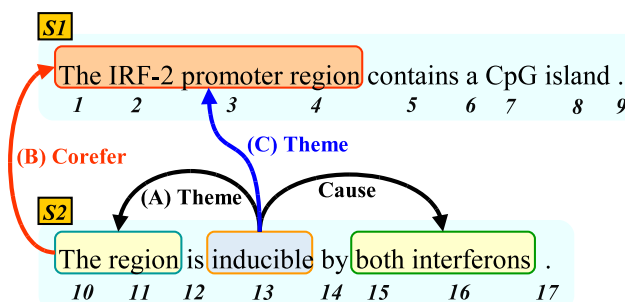 S1
The IRF-2 promoter region contains a CpG island .
1 2 3 4 5 6 7 8 9
(C) Theme
(B) Corefer
(A) Theme
Cause
S2
The region is inducible by both interferons .
10 11 12 13 14 15 16 17